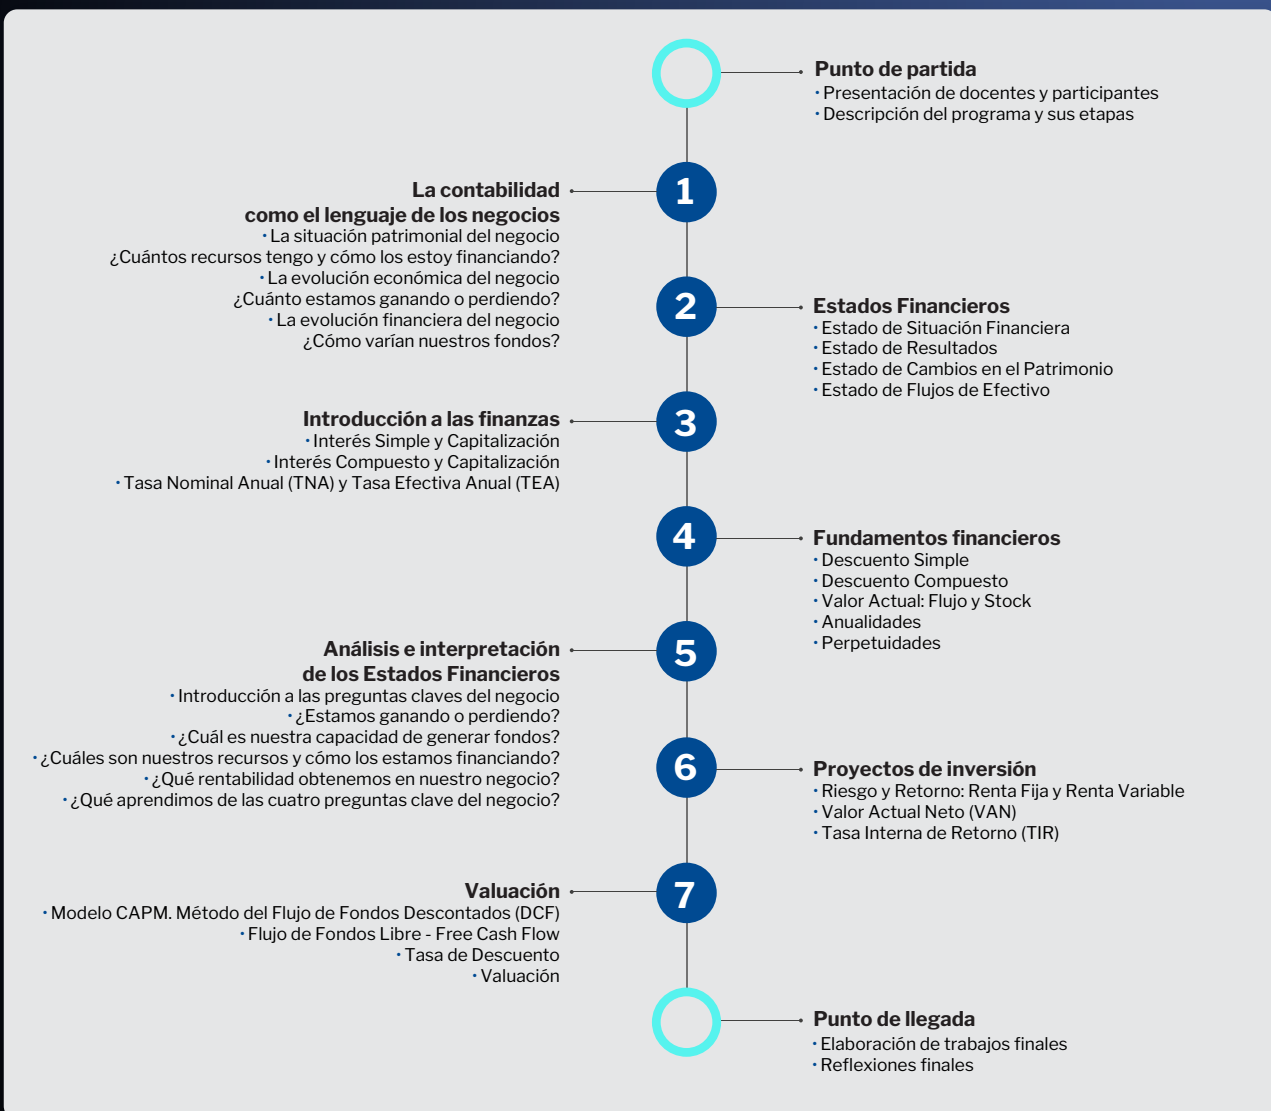 Punto de partida
· Presentación de docentes y participantes
· Descripción del programa y sus etapas
1
La contabilidad
como el lenguaje de los negocios
· La situación patrimonial del negocio
¿Cuántos recursos tengo y cómo los estoy financiando?
· La evolución económica del negocio
¿Cuánto estamos ganando o perdiendo?
· La evolución financiera del negocio
¿Cómo varían nuestros fondos?
2
Estados Financieros
· Estado de Situación Financiera
· Estado de Resultados
· Estado de Cambios en el Patrimonio
· Estado de Flujos de Efectivo
3
Introducción a las finanzas
· Interés Simple y Capitalización
· Interés Compuesto y Capitalización
· Tasa Nominal Anual (TNA) y Tasa Efectiva Anual (TEA)
4
Fundamentos financieros
· Descuento Simple
· Descuento Compuesto
· Valor Actual: Flujo y Stock
· Anualidades
· Perpetuidades
5
Análisis e interpretación
de los Estados Financieros
· Introducción a las preguntas claves del negocio
· ¿Estamos ganando o perdiendo?
· ¿Cuál es nuestra capacidad de generar fondos?
· ¿Cuáles son nuestros recursos y cómo los estamos financiando?
· ¿Qué rentabilidad obtenemos en nuestro negocio?
· ¿Qué aprendimos de las cuatro preguntas clave del negocio?
6
Proyectos de inversión
· Riesgo y Retorno: Renta Fija y Renta Variable
· Valor Actual Neto (VAN)
· Tasa Interna de Retorno (TIR)
7
Valuación
· Modelo CAPM. Método del Flujo de Fondos Descontados (DCF)
· Flujo de Fondos Libre - Free Cash Flow
· Tasa de Descuento
· Valuación
Punto de llegada
· Elaboración de trabajos finales
· Reflexiones finales